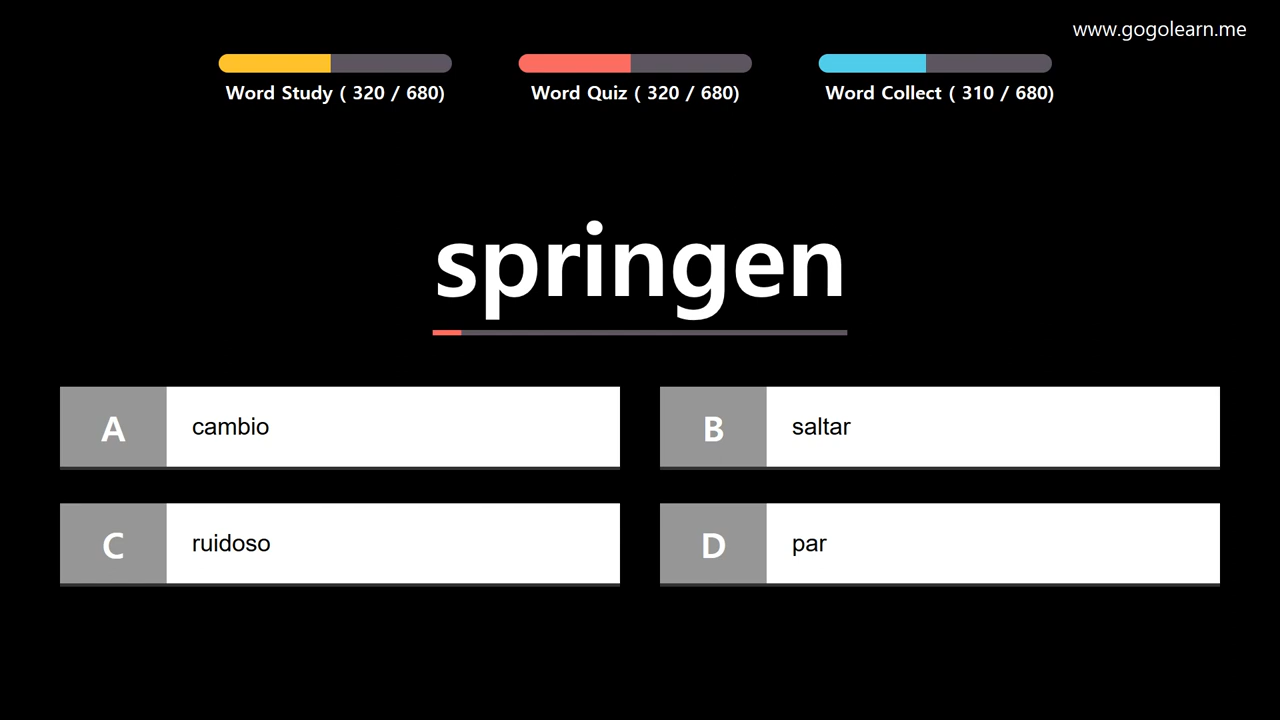 www.gogolearn.me
Word Study ( 320 / 680)
Word Quiz ( 320 / 680)
Word Collect ( 310 / 680)
springen
A cambio
B saltar
C ruidoso
D par